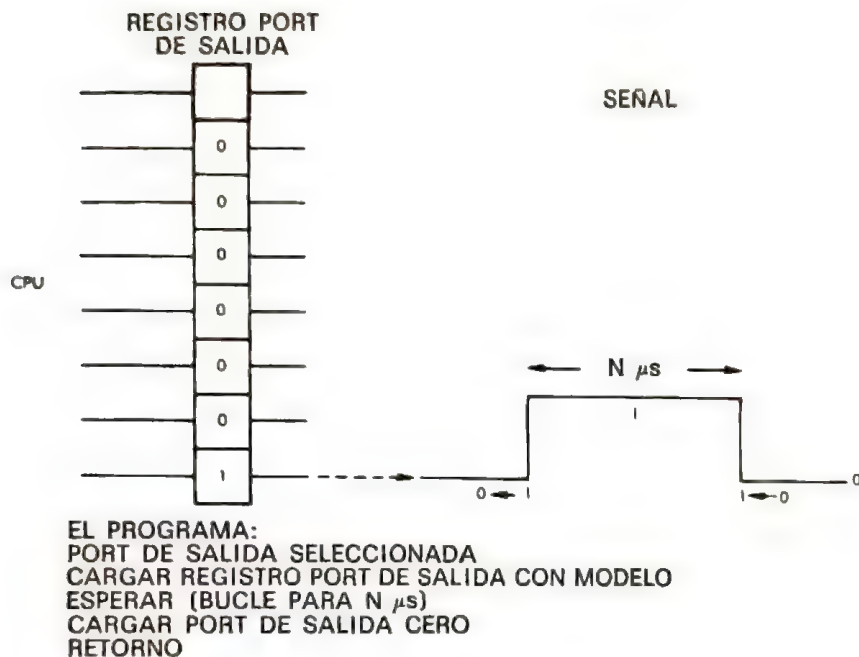 REGISTRO PORT
DE SALIDA
SEÑAL
0
0
0
0
0
0
1
CPU
N μs
1
0 1
1 0
0
EL PROGRAMA:
PORT DE SALIDA SELECCIONADA
CARGAR REGISTRO PORT DE SALIDA CON MODELO
ESPERAR (BUCLE PARA N μs)
CARGAR PORT DE SALIDA CERO
RETORNO